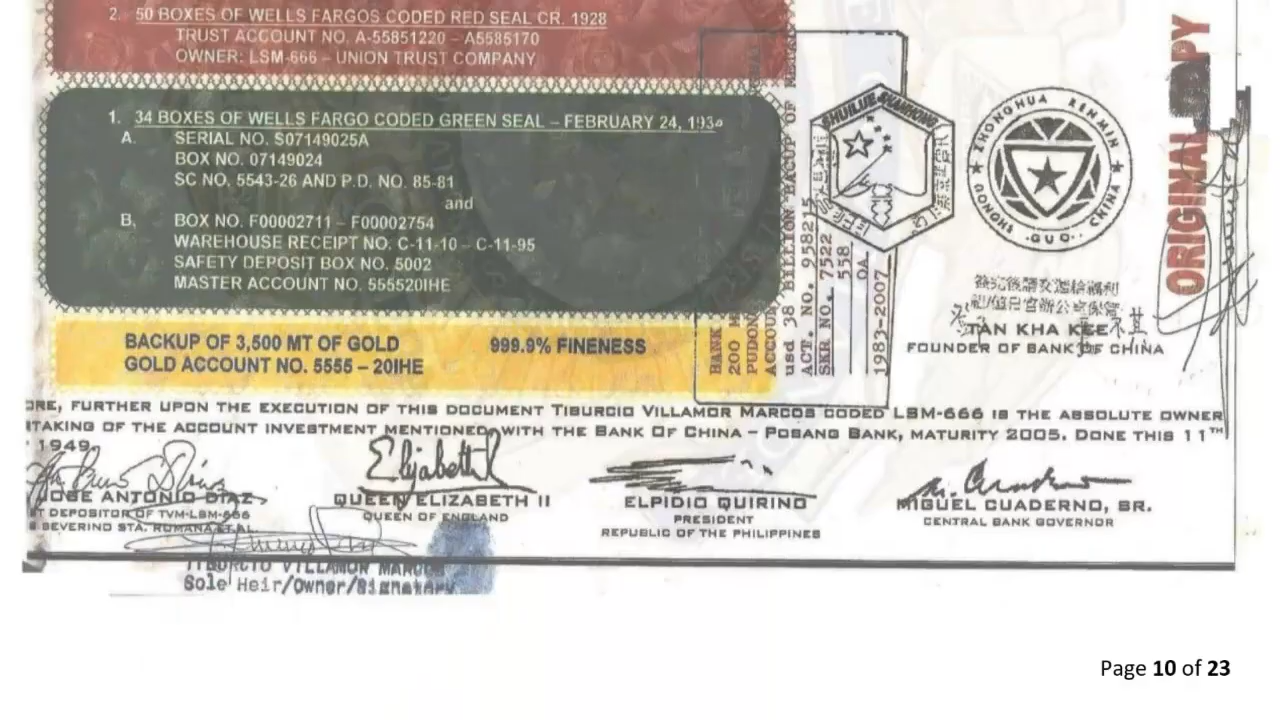 2. 50 BOXES OF WELLS FARGOS CODED RED SEAL CR. 1928
TRUST ACCOUNT NO. A-55851220 – A5585170
OWNER: LSM-666 – UNION TRUST COMPANY
1. 34 BOXES OF WELLS FARGO CODED GREEN SEAL – FEBRUARY 24, 193
A. SERIAL NO. S07149025A
BOX NO. 07149024
SC NO. 5543-26 AND P.D. NO. 85-81
and
B. BOX NO. F00002711 – F00002754
WAREHOUSE RECEIPT NO. C-11-10 – C-11-95
SAFETY DEPOSIT BOX NO. 5002
MASTER ACCOUNT NO. 555520IHE
BACKUP OF 3,500 MT OF GOLD 999.9% FINENESS
GOLD ACCOUNT NO. 5555 – 20IHE
BANK
200 M
PUDON
ACCOUN
usd 38 BILLION BACUP OF
ACT. NO. 958215
SKR NO. 7522
558
OA
1983-2007
ZHONGHUA RENMIN
GONGHE GUO CHINA
ORIGINAL
TAN KHA KEE
FOUNDER OF BANK OF CHINA
ORE, FURTHER UPON THE EXECUTION OF THIS DOCUMENT TIBURCIO VILLAMOR MARCOS CODED LSM-666 IS THE ABSOLUTE OWNER
TAKING OF THE ACCOUNT INVESTMENT MENTIONED WITH THE BANK OF CHINA – POSANG BANK, MATURITY 2005. DONE THIS 11TH
1949.
JOSE ANTONIO DIAZ
T DEPOSITOR OF TVM-LSM-666
SEVERINO STA. ROMANA ET.AL.
Elizabeth R
QUEEN ELIZABETH II
QUEEN OF ENGLAND
ELPIDIO QUIRINO
PRESIDENT
REPUBLIC OF THE PHILIPPINES
MIGUEL CUADERNO, SR.
CENTRAL BANK GOVERNOR
TIBURCIO VILLAMOR MARCOS
Sole Heir/Owner/Signatory
Page 10 of 23